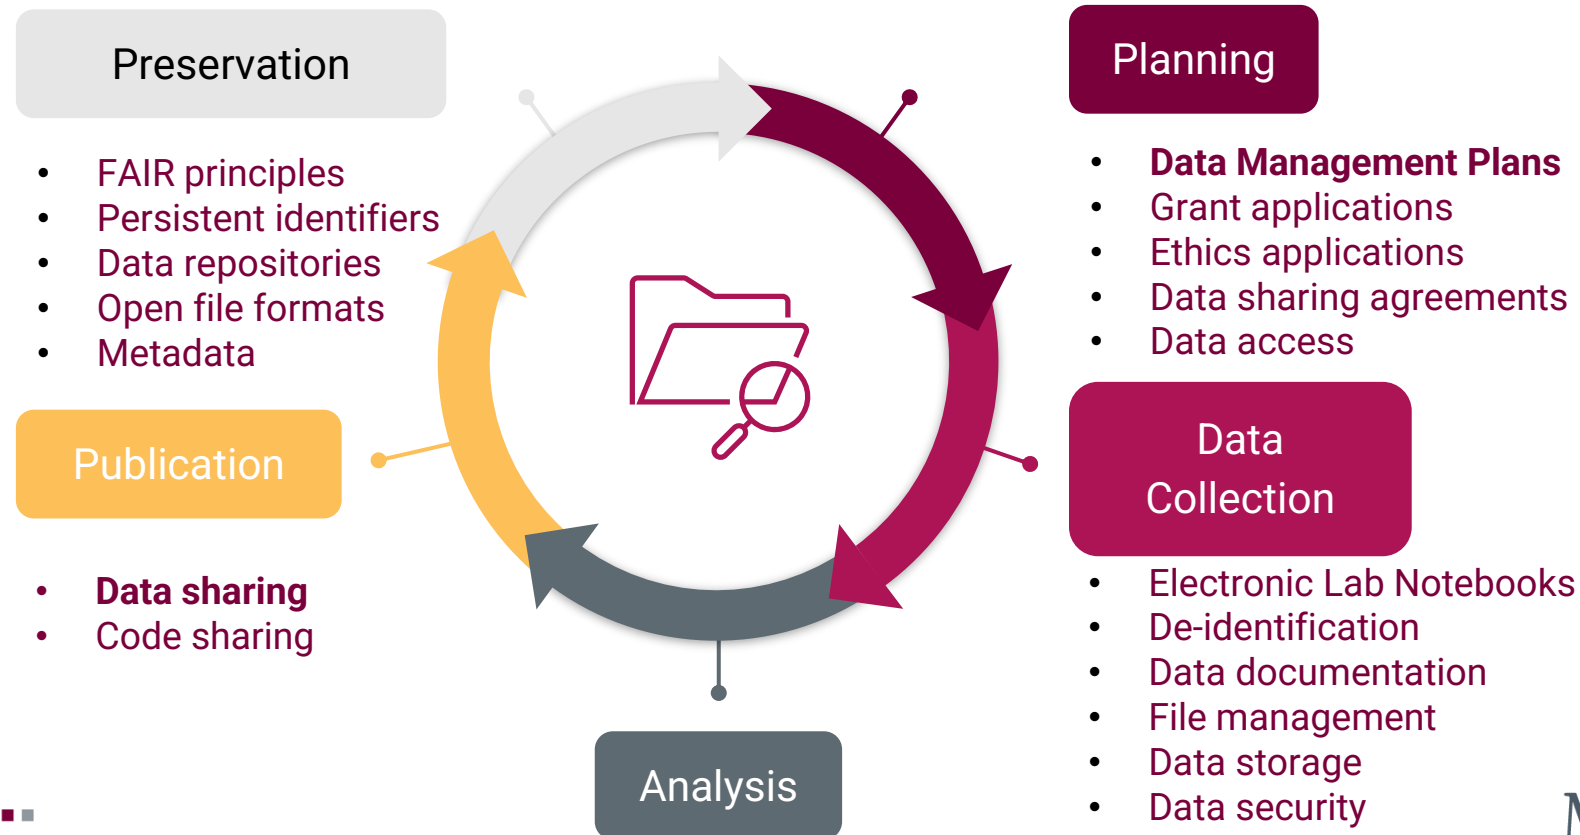 Preservation
• FAIR principles
• Persistent identifiers
• Data repositories
• Open file formats
• Metadata
Publication
• Data sharing
• Code sharing
Analysis
Planning
• Data Management Plans
• Grant applications
• Ethics applications
• Data sharing agreements
• Data access
Data
Collection
• Electronic Lab Notebooks
• De-identification
• Data documentation
• File management
• Data storage
• Data security